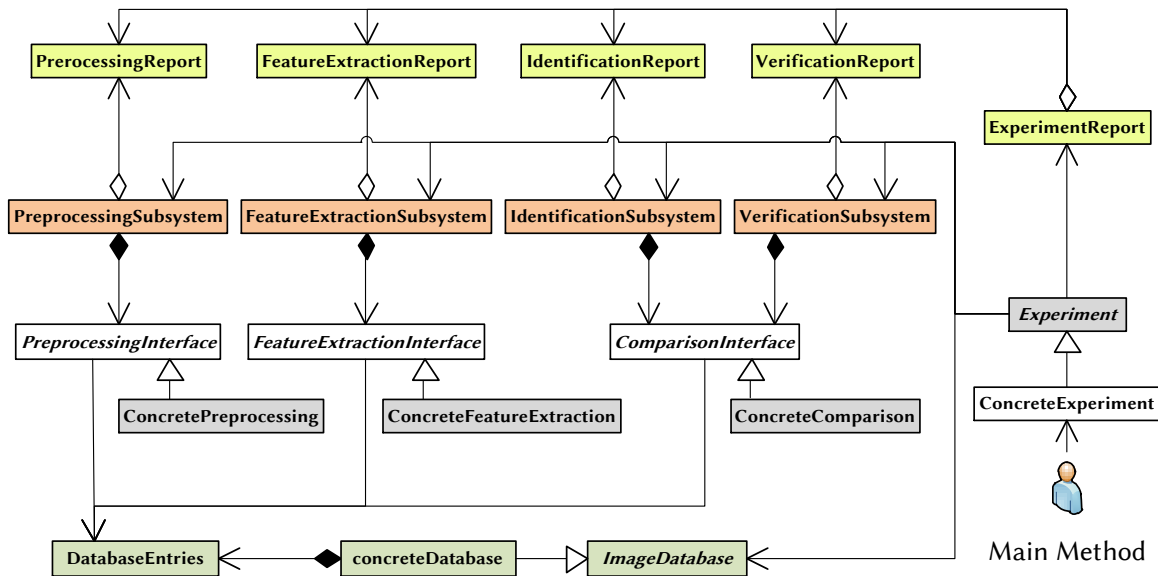 PrerocessingReport
FeatureExtractionReport
IdentificationReport
VerificationReport
ExperimentReport
PreprocessingSubsystem
FeatureExtractionSubsystem
IdentificationSubsystem
VerificationSubsystem
Experiment
PreprocessingInterface
FeatureExtractionInterface
ComparisonInterface
ConcretePreprocessing
ConcreteFeatureExtraction
ConcreteComparison
ConcreteExperiment
DatabaseEntries
concreteDatabase
ImageDatabase
Main Method